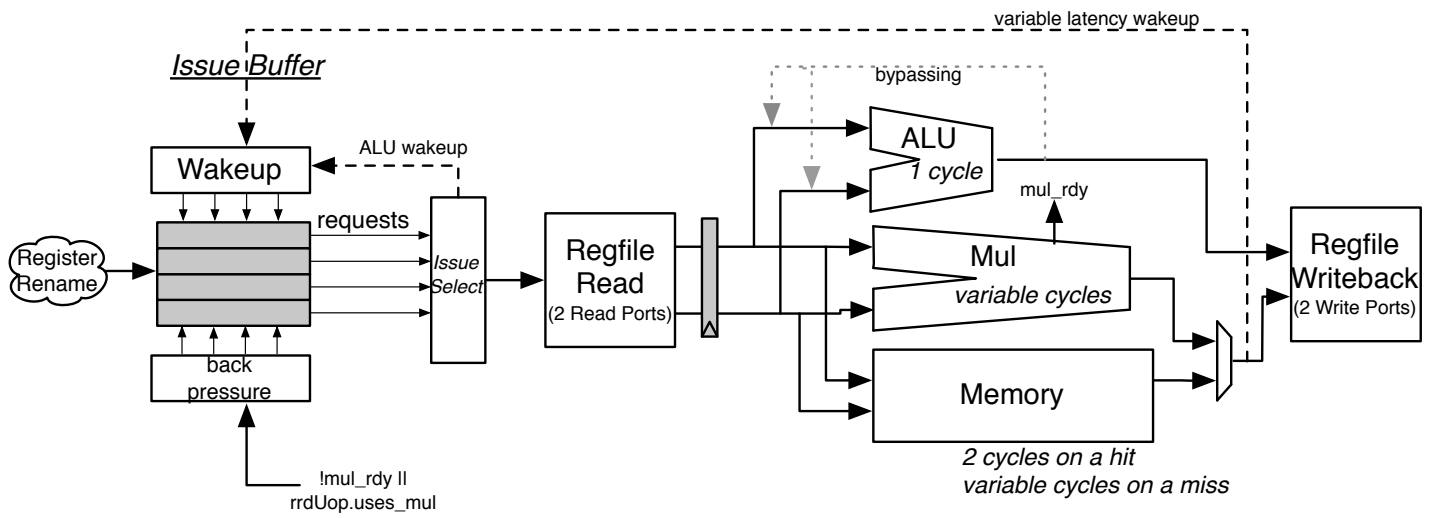 variable latency wakeup
Issue Buffer
bypassing
ALU wakeup
Wakeup
ALU
1 cycle
mul_rdy
requests
Register
Rename
Issue
Select
Regfile
Read
(2 Read Ports)
Mul
variable cycles
Regfile
Writeback
(2 Write Ports)
back
pressure
Memory
2 cycles on a hit
variable cycles on a miss
!mul_rdy ||
rrdUop.uses_mul